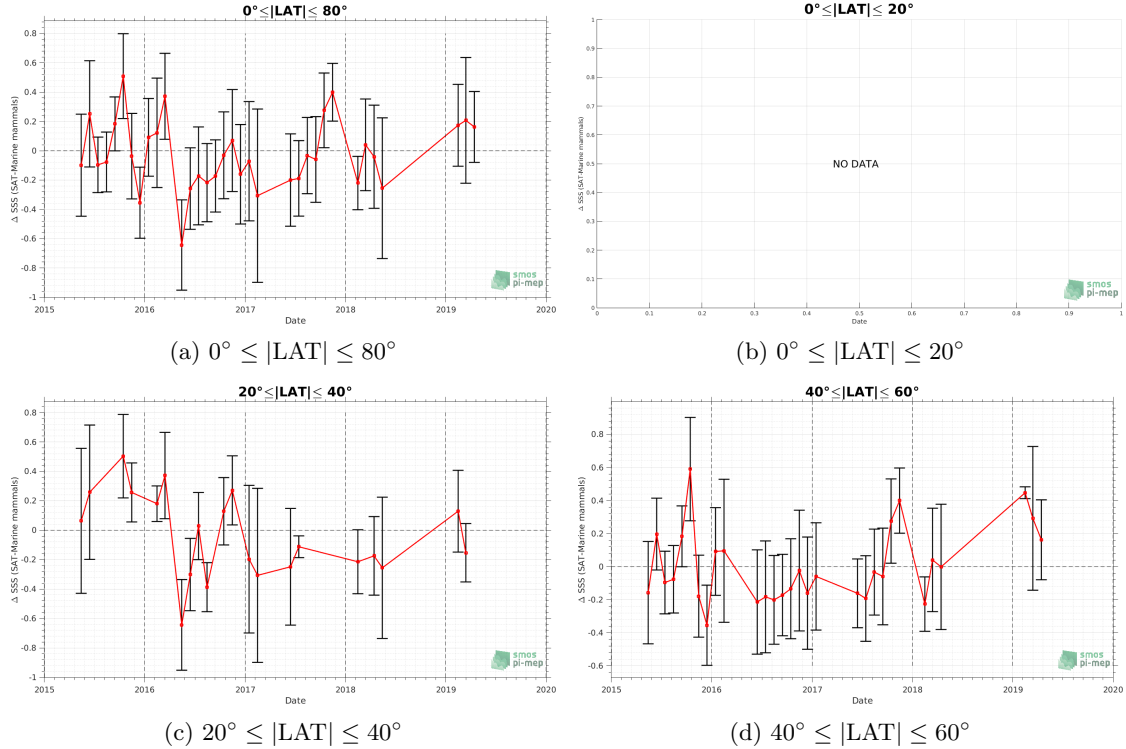 0°≤|LAT|≤ 80°
0.8
0.6
0.4
0.2
0
-0.2
-0.4
-0.6
-0.8
-1
Δ SSS (SAT-Marine mammals)
2015 2016 2017 2018 2019 2020
Date
smos
pi-mep
(a) 0° ≤ |LAT| ≤ 80°
0°≤|LAT|≤ 20°
1
0.9
0.8
0.7
0.6
0.5
0.4
0.3
0.2
0.1
0
Δ SSS (SAT-Marine mammals)
NO DATA
0 0.1 0.2 0.3 0.4 0.5 0.6 0.7 0.8 0.9 1
Date
smos
pi-mep
(b) 0° ≤ |LAT| ≤ 20°
20°≤|LAT|≤ 40°
0.8
0.6
0.4
0.2
0
-0.2
-0.4
-0.6
-0.8
-1
Δ SSS (SAT-Marine mammals)
2015 2016 2017 2018 2019 2020
Date
smos
pi-mep
(c) 20° ≤ |LAT| ≤ 40°
40°≤|LAT|≤ 60°
0.8
0.6
0.4
0.2
0
-0.2
-0.4
-0.6
Δ SSS (SAT-Marine mammals)
2015 2016 2017 2018 2019 2020
Date
smos
pi-mep
(d) 40° ≤ |LAT| ≤ 60°